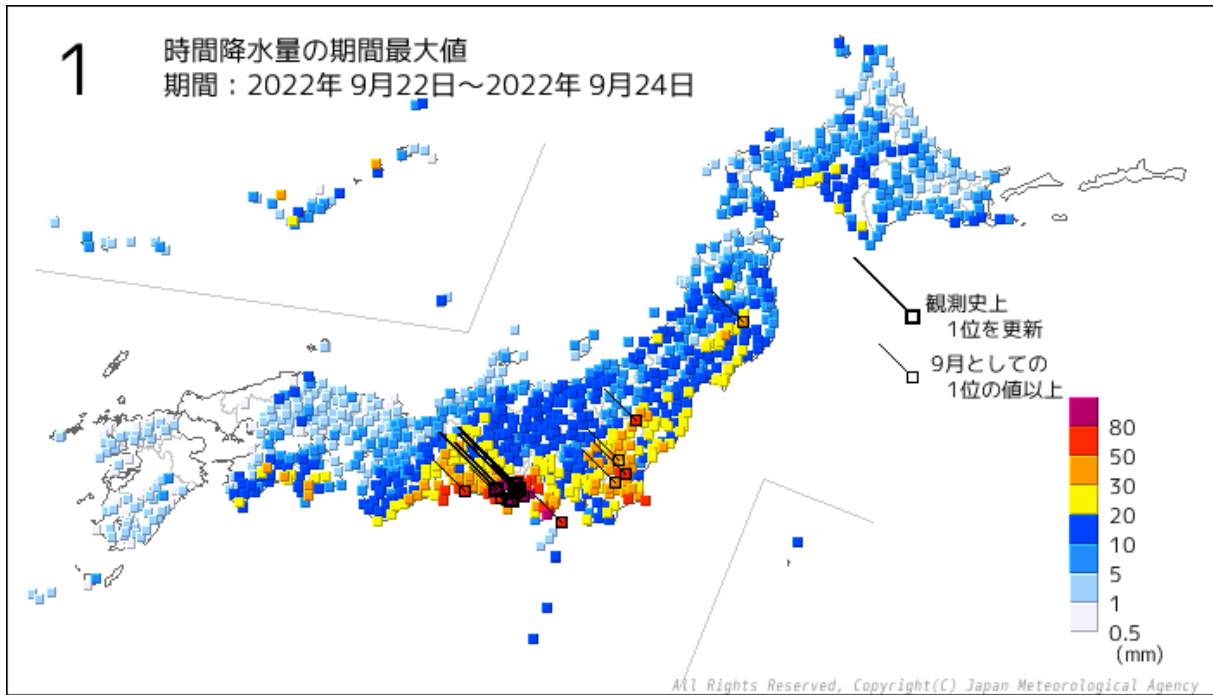 1
時間降水量の期間最大値
期間：2022年 9月22日～2022年 9月24日
観測史上
1位を更新
9月としての
1位の値以上
80
50
30
20
10
5
1
0.5
(mm)
All Rights Reserved, Copyright(C) Japan Meteorological Agency